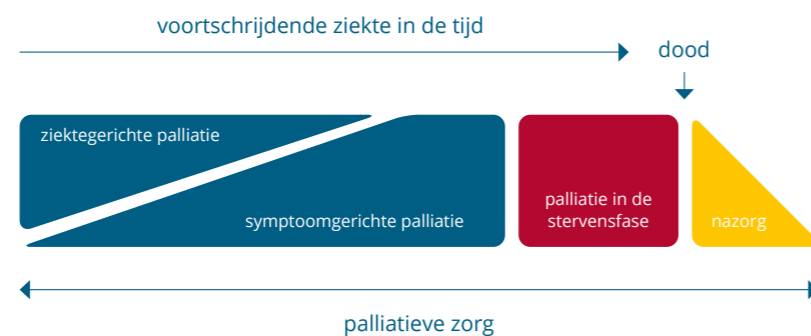 voortschrijdende ziekte in de tijd
dood
ziektegerichte palliatie
symptoomgerichte palliatie
palliatie in de
stervensfase
nazorg
palliatieve zorg